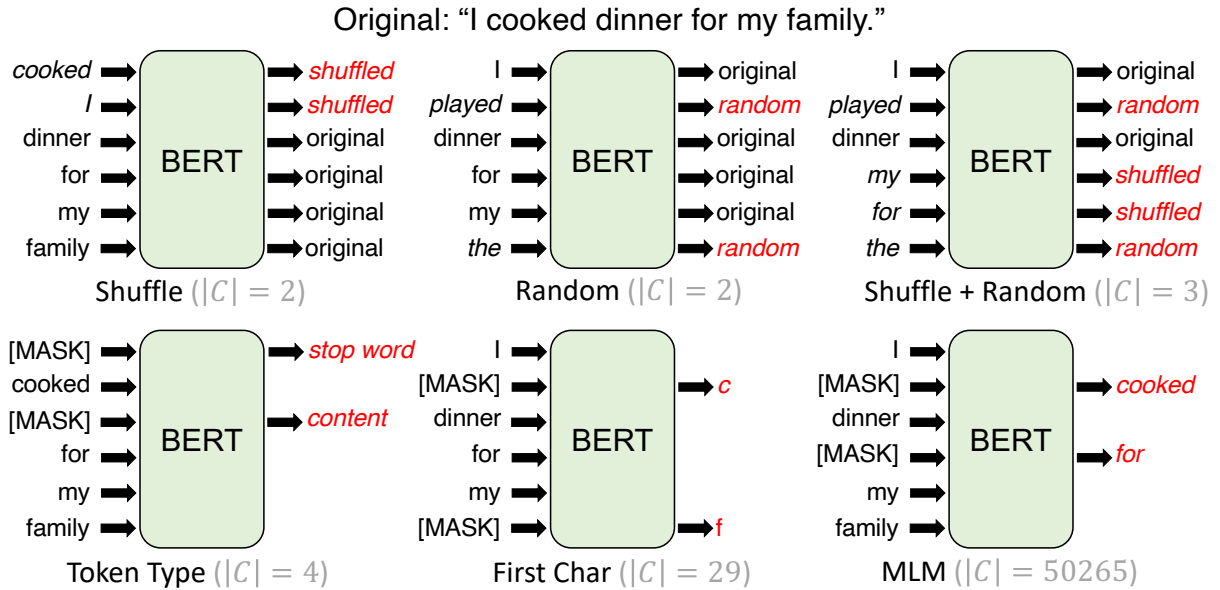 Original: “I cooked dinner for my family.”
cooked
I
dinner
for
my
family
BERT
shuffled
shuffled
original
original
original
original
Shuffle (|C| = 2)
I
played
dinner
for
my
the
BERT
original
random
original
original
original
random
Random (|C| = 2)
I
played
dinner
my
for
the
BERT
original
random
original
shuffled
shuffled
random
Shuffle + Random (|C| = 3)
[MASK]
cooked
[MASK]
for
my
family
BERT
stop word
content
Token Type (|C| = 4)
I
[MASK]
dinner
for
my
[MASK]
BERT
c
f
First Char (|C| = 29)
I
[MASK]
dinner
[MASK]
my
family
BERT
cooked
for
MLM (|C| = 50265)